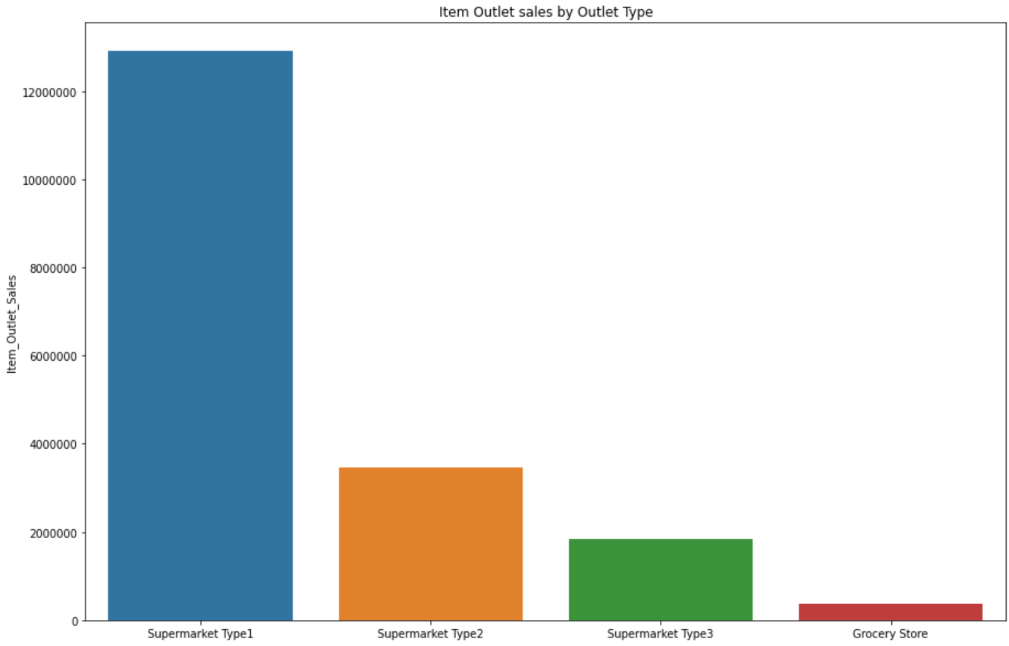 Item Outlet sales by Outlet Type
Item_Outlet_Sales
12000000
10000000
8000000
6000000
4000000
2000000
0
Supermarket Type1
Supermarket Type2
Supermarket Type3
Grocery Store